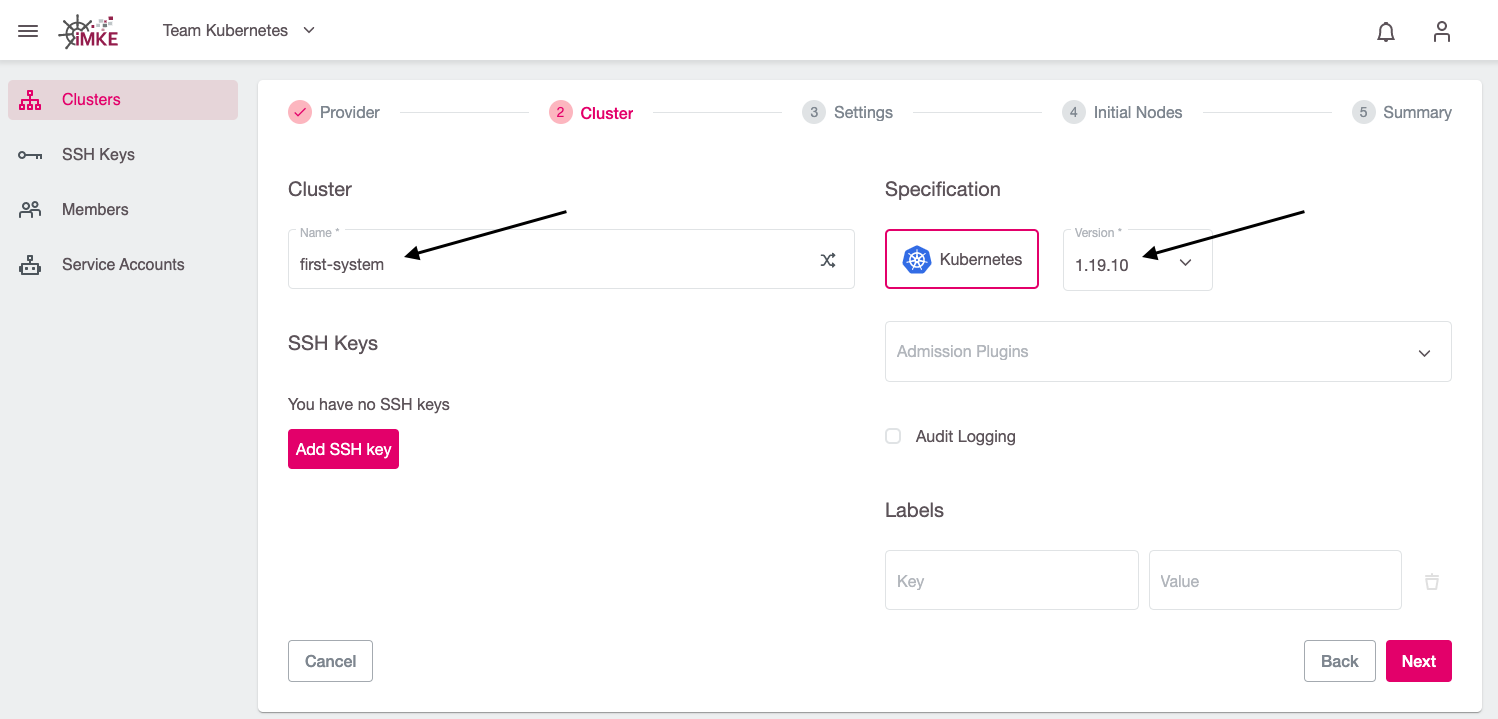 iMKE
Team Kubernetes
Clusters
SSH Keys
Members
Service Accounts
Provider
2 Cluster
3 Settings
4 Initial Nodes
5 Summary
Cluster
Name *
first-system
SSH Keys
You have no SSH keys
Add SSH key
Specification
Kubernetes
Version *
1.19.10
Admission Plugins
Audit Logging
Labels
Key
Value
Cancel
Back
Next